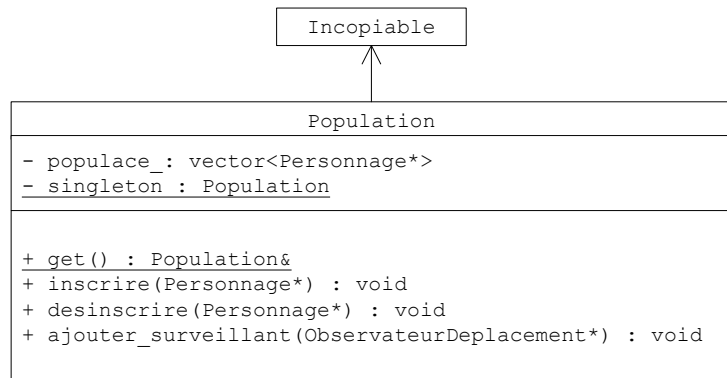 Incopiable
Population
- populace_: vector<Personnage*>
- singleton : Population
+ get() : Population&
+ inscrire(Personnage*) : void
+ desinscrire(Personnage*) : void
+ ajouter_surveillant(ObservateurDeplacement*) : void